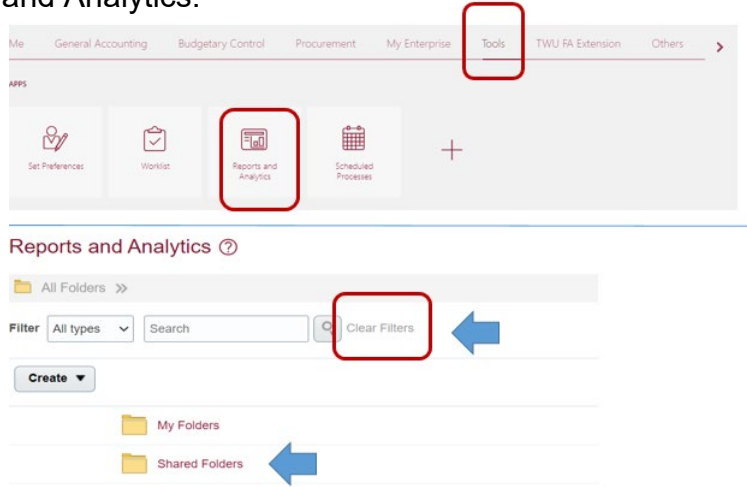 and Analytics.
Me General Accounting Budgetary Control Procurement My Enterprise Tools TWU FA Extension Others
APPS
Set Preferences Worklist Reports and Analytics Scheduled Processes
Reports and Analytics ?
All Folders »
Filter All types Search Clear Filters
Create
My Folders
Shared Folders